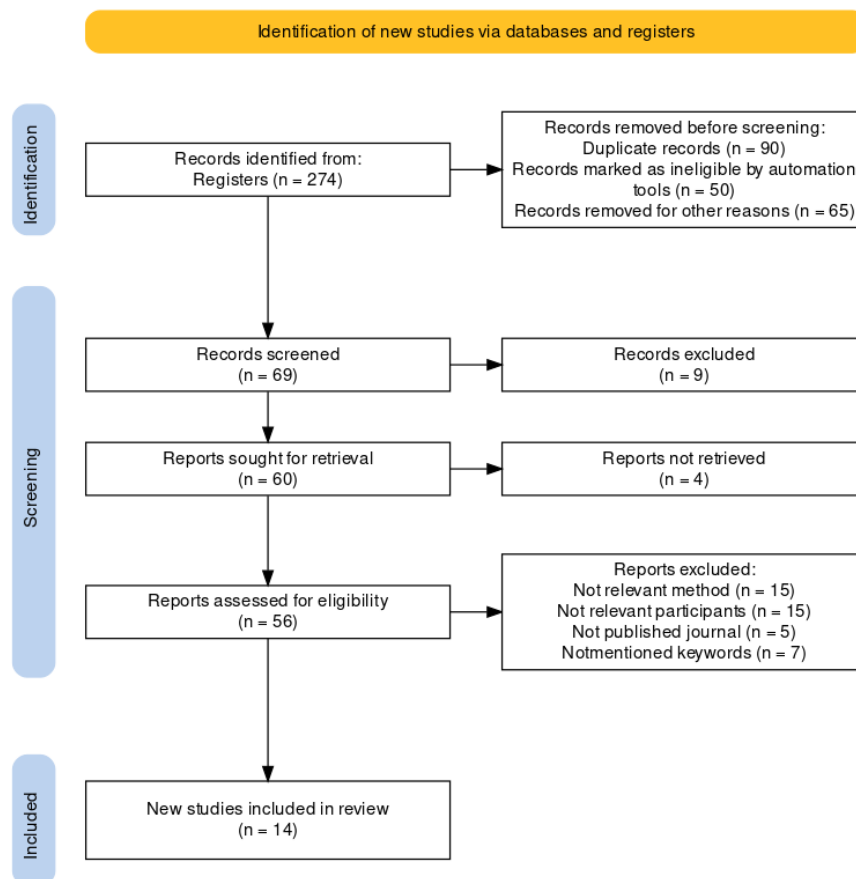 Identification of new studies via databases and registers
Identification
Records identified from:
Registers (n = 274)
Records removed before screening:
Duplicate records (n = 90)
Records marked as ineligible by automation
tools (n = 50)
Records removed for other reasons (n = 65)
Screening
Records screened
(n = 69)
Records excluded
(n = 9)
Reports sought for retrieval
(n = 60)
Reports not retrieved
(n = 4)
Reports assessed for eligibility
(n = 56)
Reports excluded:
Not relevant method (n = 15)
Not relevant participants (n = 15)
Not published journal (n = 5)
Notmentioned keywords (n = 7)
Included
New studies included in review
(n = 14)